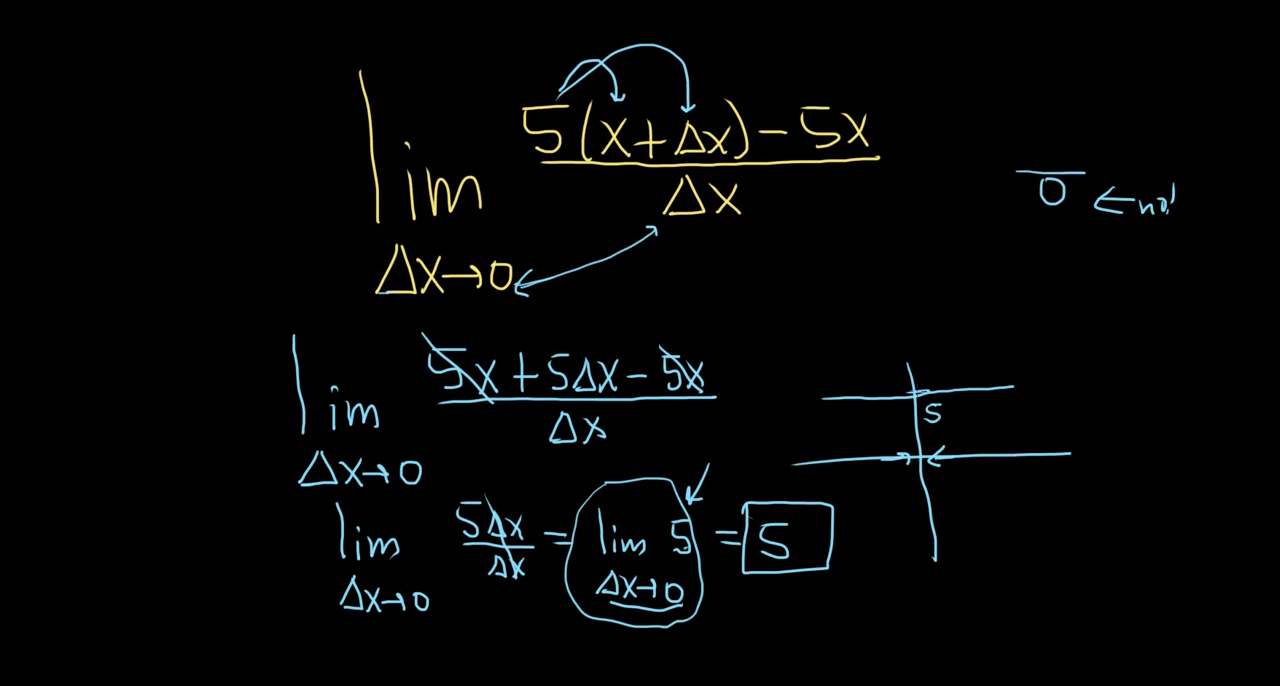 lim 5(x+Δx)-5x
Δx
Δx→0
0 ←no!
lim 5x+5Δx-5x
Δx
Δx→0
5
lim 5Δx = lim 5 = 5
Δx
Δx→0 Δx→0